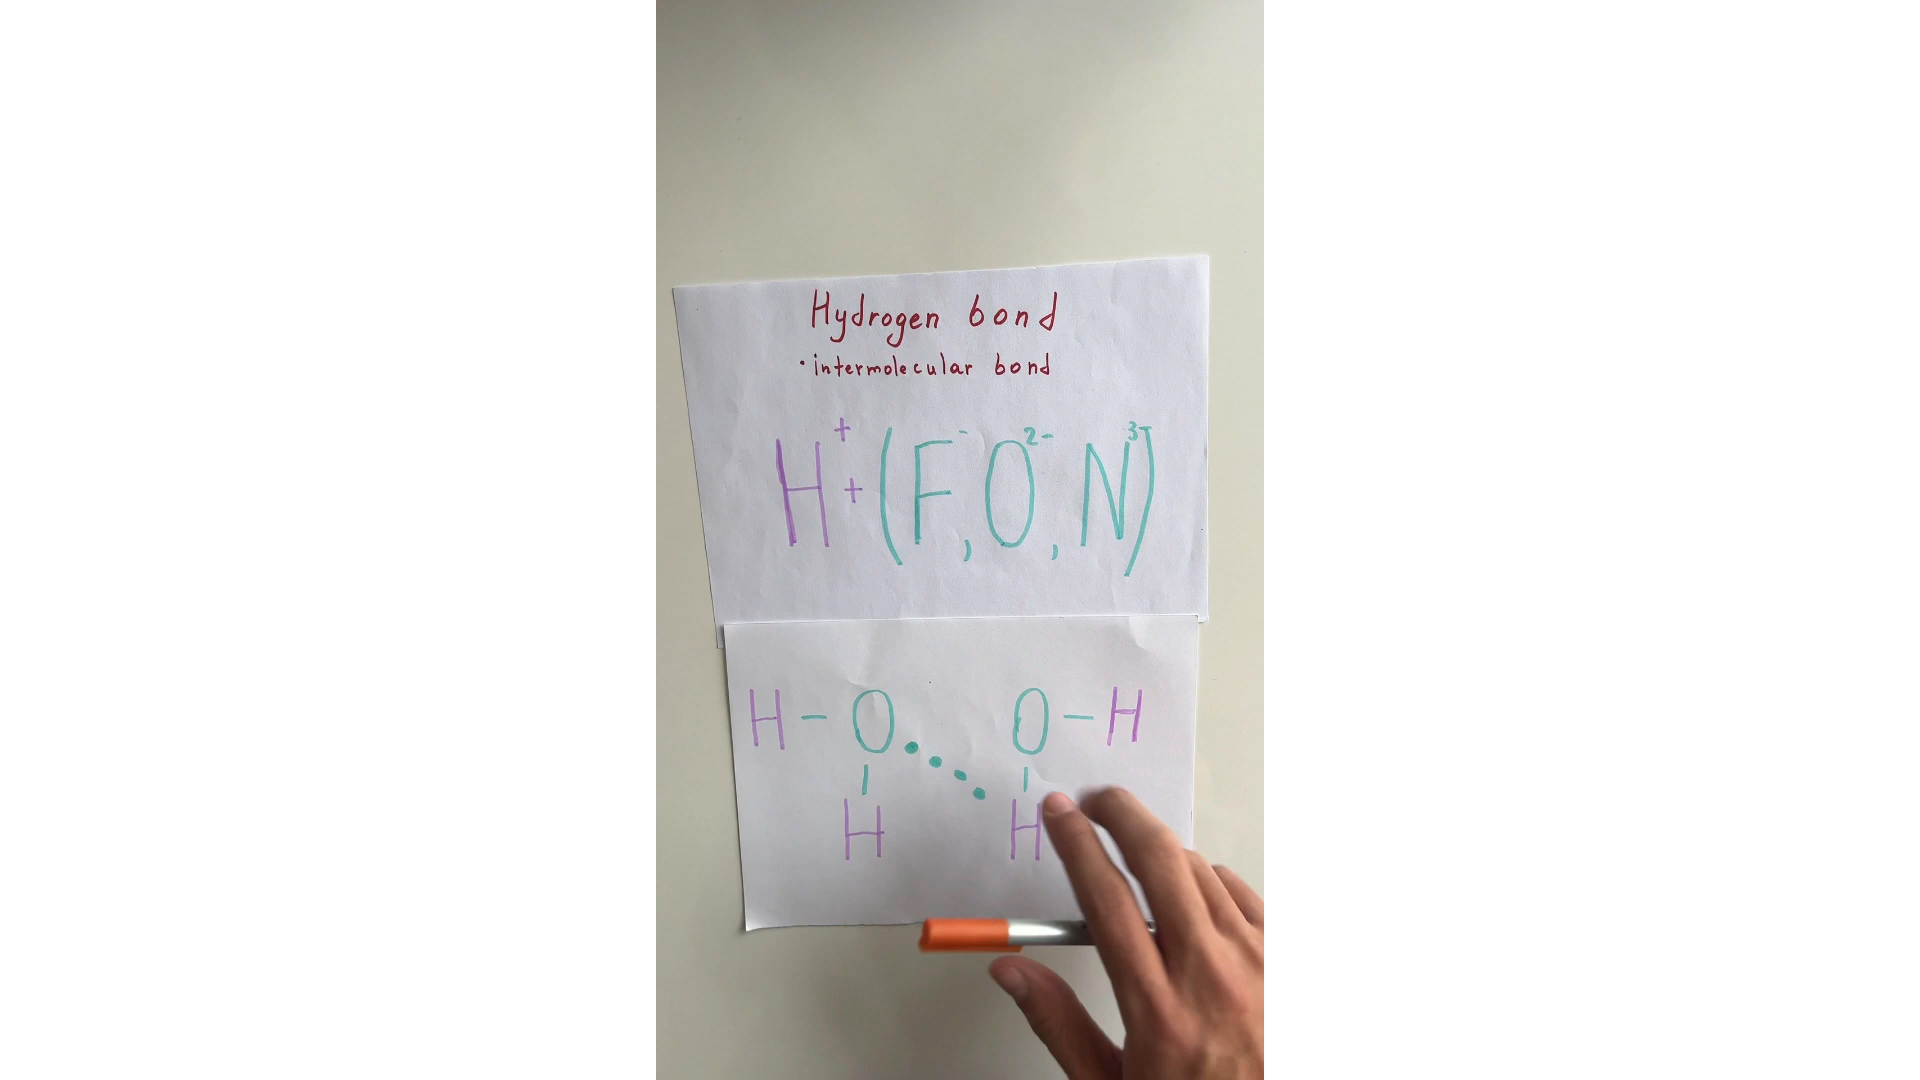 Hydrogen bond
· intermolecular bond
H⁺ + (F⁻, O²⁻, N³⁻)
H - O O - H
H H